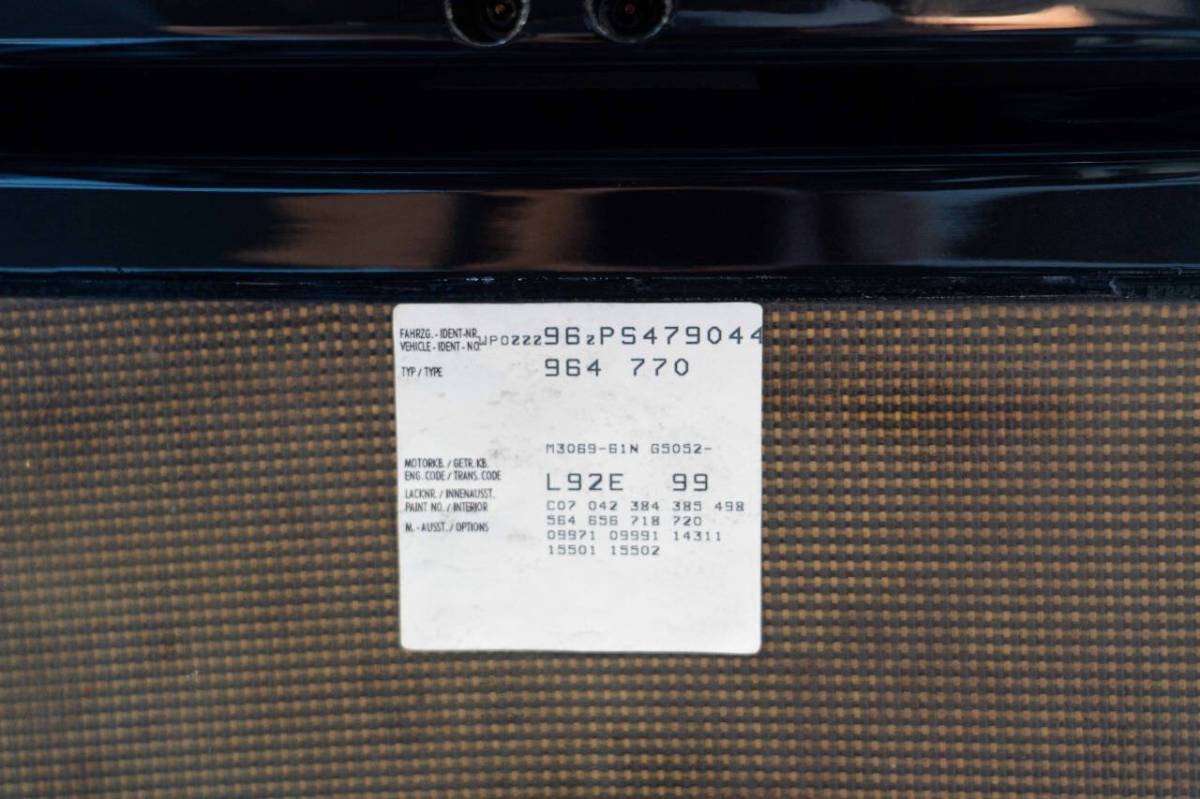 FAHRZG.-IDENT-NR.
VEHICLE-IDENT-NO. WP0ZZZ96ZPS479044
TYP/TYPE 964 770
MOTORKB./GETR.KB. M3069-61N G5052-
ENG.CODE/TRANS.CODE
LACKNR./INNENAUSST. L92E 99
PAINT NO./INTERIOR C07 042 384 385 498
M.-AUSST./OPTIONS 564 656 718 720
09971 09991 14311
15501 15502